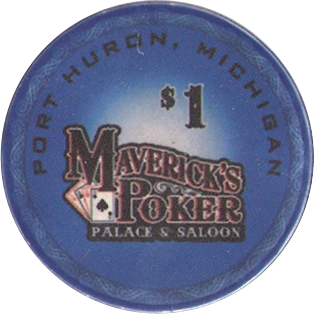 PORT HURON, MICHIGAN
$1
MAVERICK'S
POKER
PALACE & SALOON